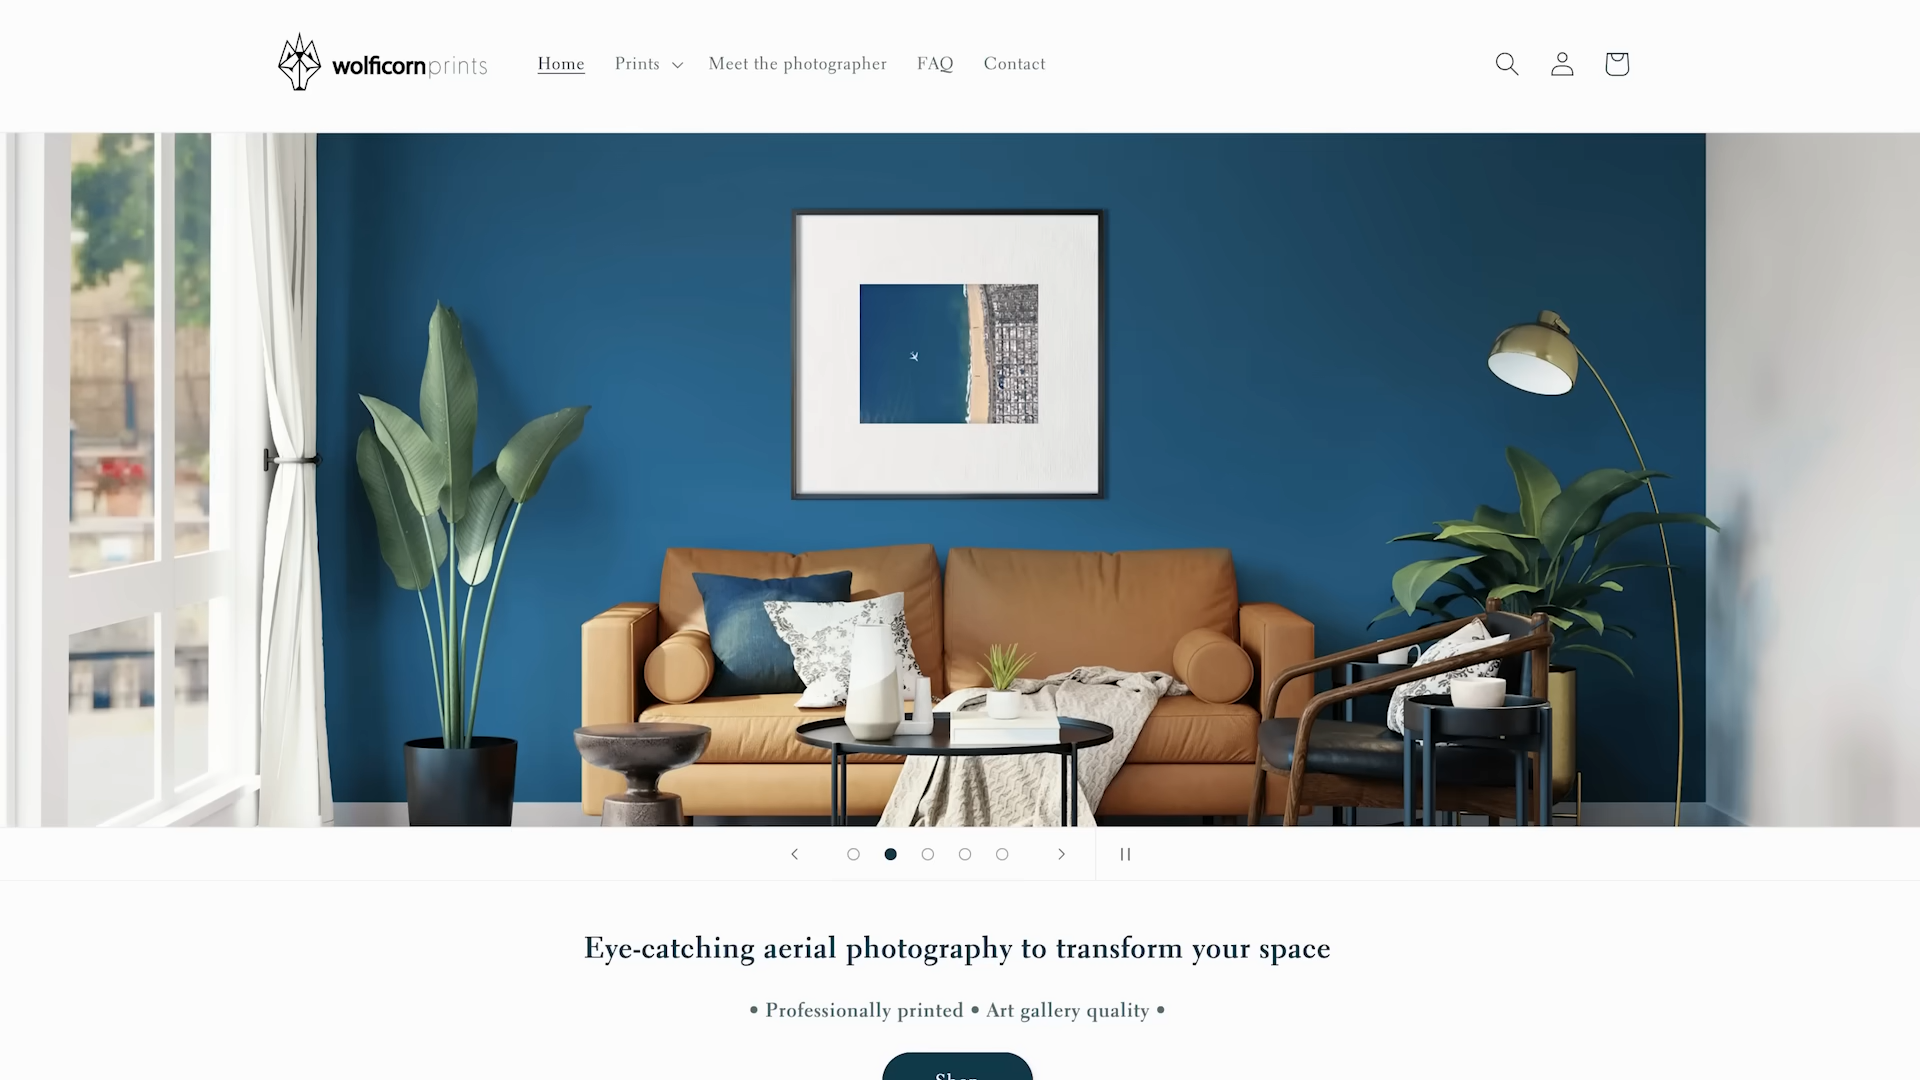 wolficornprints
Home Prints Meet the photographer FAQ Contact
Eye-catching aerial photography to transform your space
• Professionally printed • Art gallery quality •
Shop